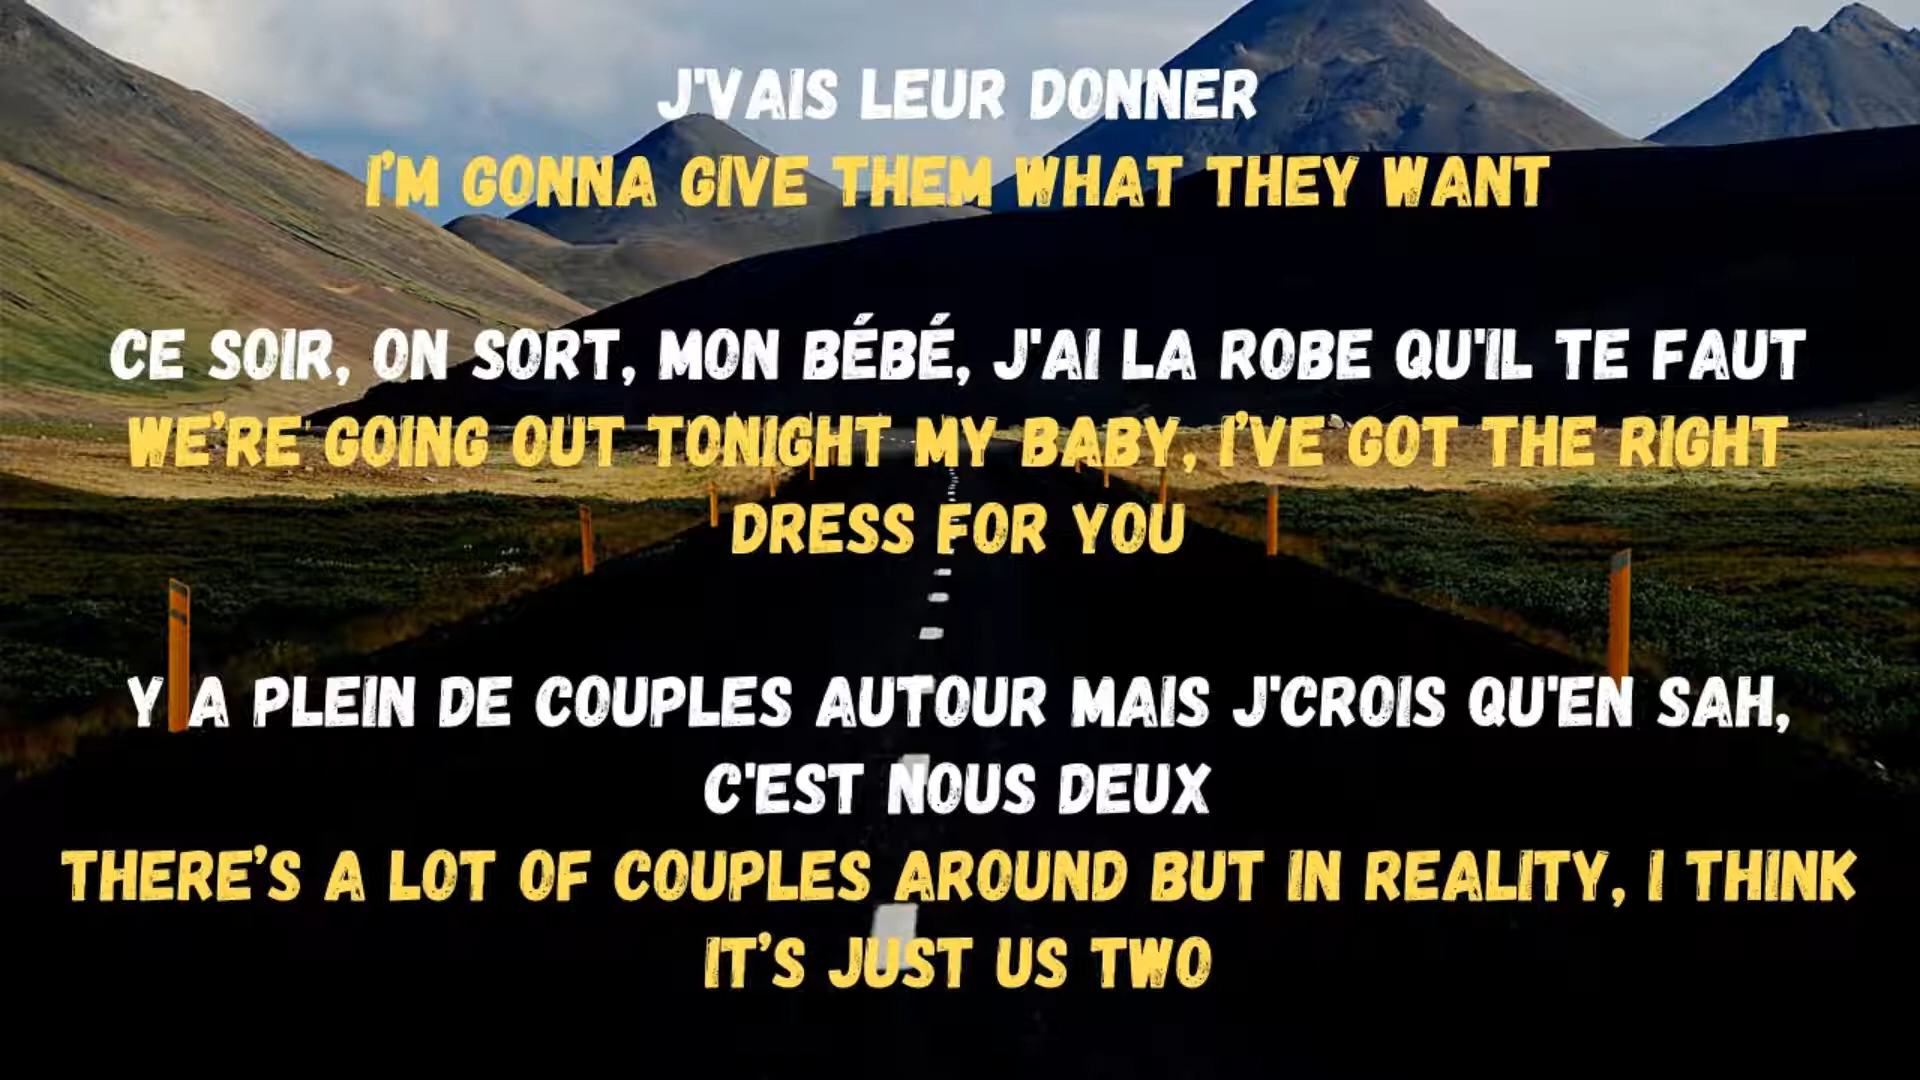 J'VAIS LEUR DONNER
I'M GONNA GIVE THEM WHAT THEY WANT
CE SOIR, ON SORT, MON BÉBÉ, J'AI LA ROBE QU'IL TE FAUT
WE'RE GOING OUT TONIGHT MY BABY, I'VE GOT THE RIGHT
DRESS FOR YOU
Y A PLEIN DE COUPLES AUTOUR MAIS J'CROIS QU'EN SAH,
C'EST NOUS DEUX
THERE'S A LOT OF COUPLES AROUND BUT IN REALITY, I THINK
IT'S JUST US TWO